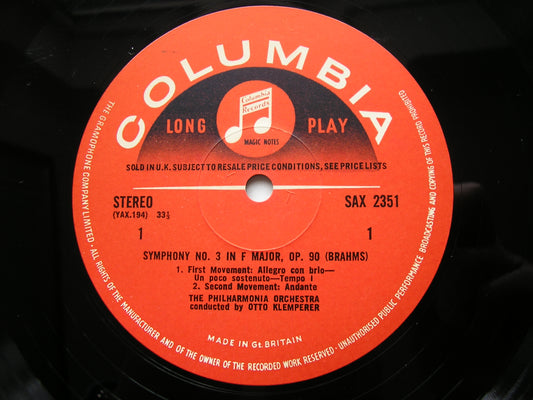 COLUMBIA
Columbia
Records
LONG PLAY
MAGIC NOTES
SOLD IN U.K. SUBJECT TO RESALE PRICE CONDITIONS, SEE PRICE LISTS
STEREO SAX 2351
(YAX.194) 33⅓
1 1
SYMPHONY NO. 3 IN F MAJOR, OP. 90 (BRAHMS)
1. First Movement: Allegro con brio—
Un poco sostenuto—Tempo I
2. Second Movement: Andante
THE PHILHARMONIA ORCHESTRA
conducted by OTTO KLEMPERER
MADE IN Gt. BRITAIN
THE GRAMOPHONE COMPANY LIMITED · ALL RIGHTS OF THE MANUFACTURER AND OF THE OWNER OF THE RECORDED WORK RESERVED · UNAUTHORISED PUBLIC PERFORMANCE BROADCASTING AND COPYING OF THIS RECORD PROHIBITED